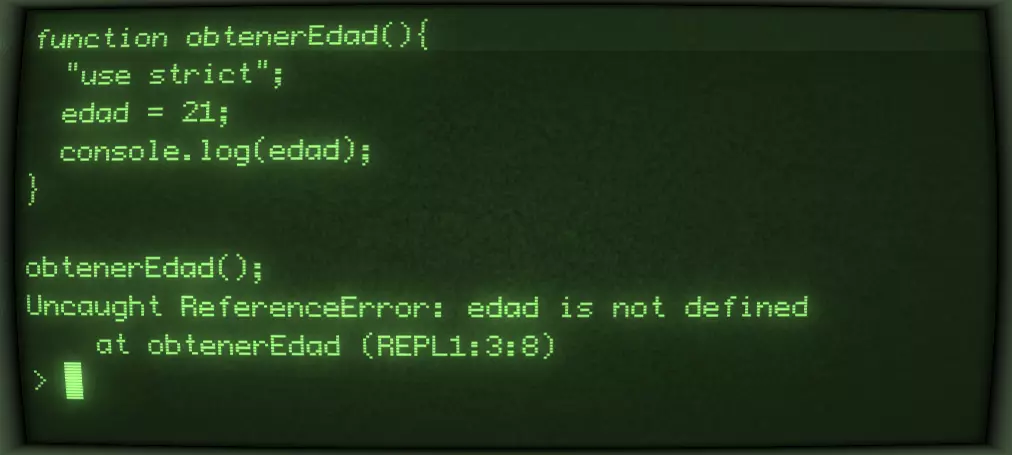 function obtenerEdad(){
"use strict";
edad = 21;
console.log(edad);
}
obtenerEdad();
Uncaught ReferenceError: edad is not defined
at obtenerEdad (REPL1:3:8)
>